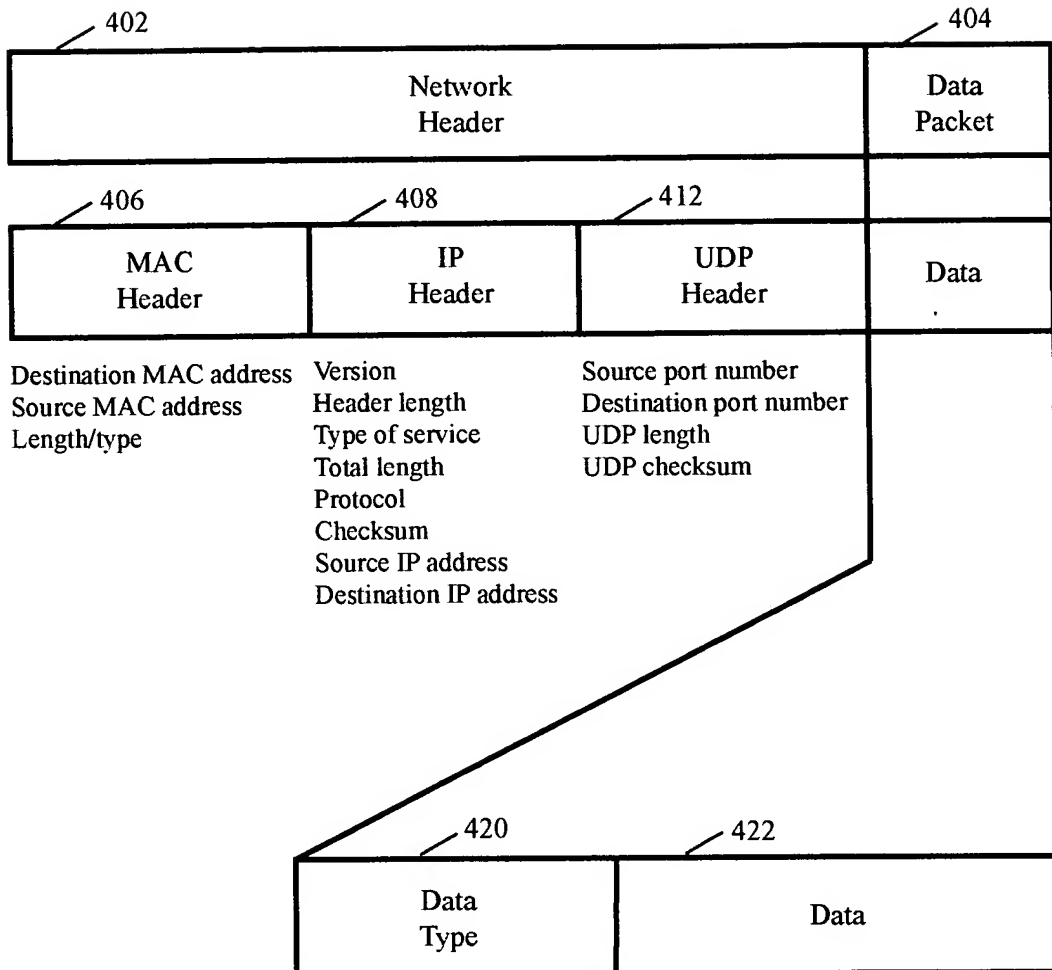 402
404
Network
Header
Data
Packet
406
408
412
MAC
Header
IP
Header
UDP
Header
Data
Destination MAC address
Source MAC address
Length/type
Version
Header length
Type of service
Total length
Protocol
Checksum
Source IP address
Destination IP address
Source port number
Destination port number
UDP length
UDP checksum
420
422
Data
Type
Data